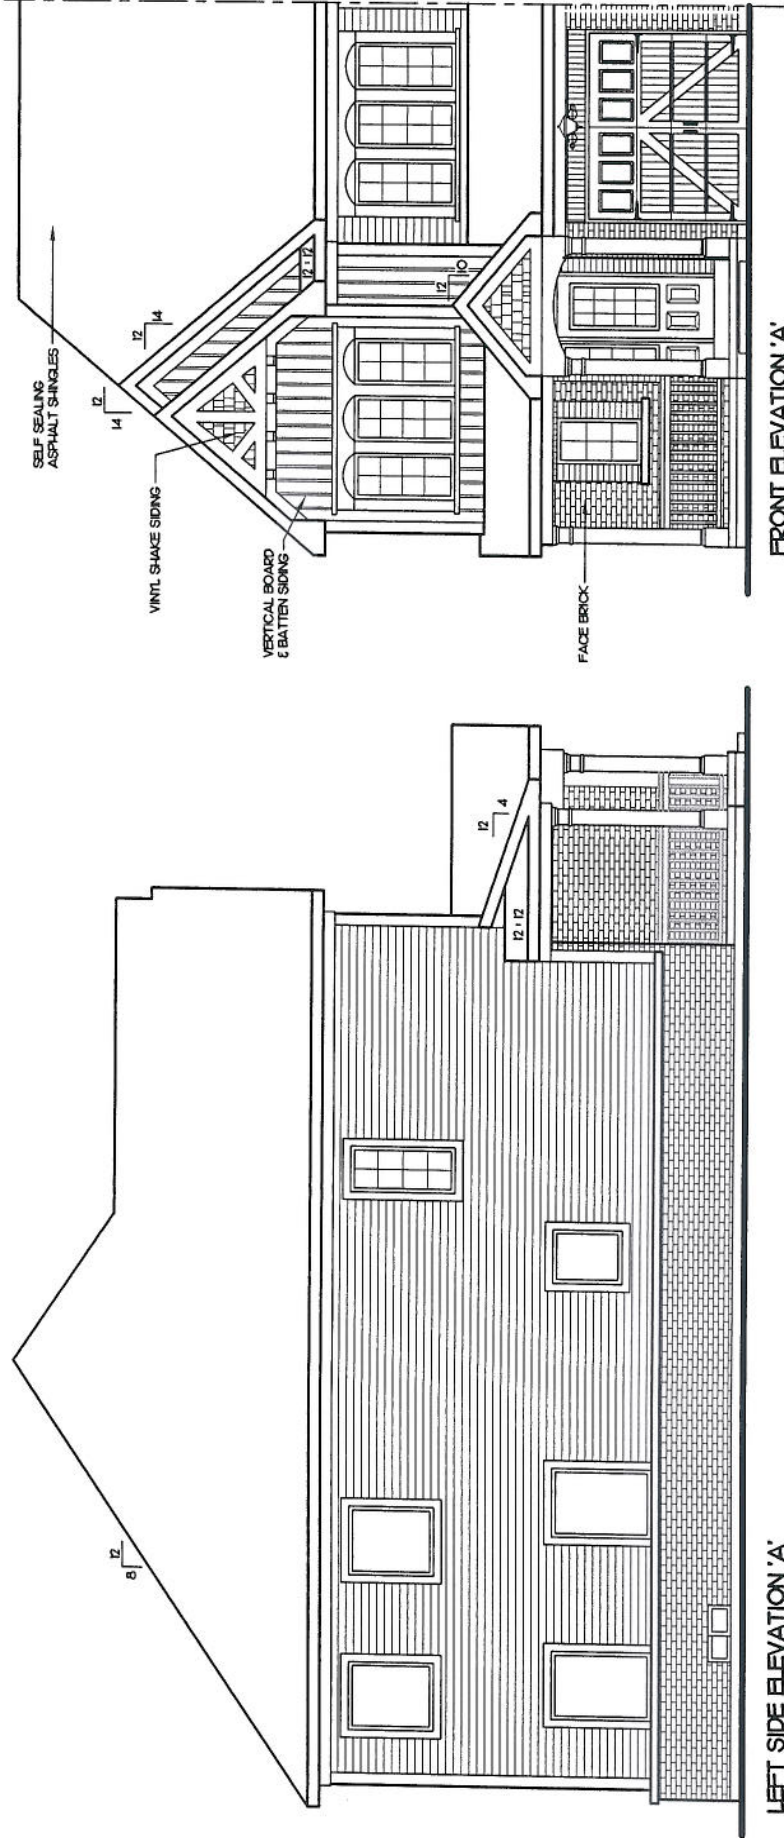 SELF SEALING
ASPHALT SHINGLES
12
14
12
14
VINYL SHAKE SIDING
12 : 12
VERTICAL BOARD
& BATTEN SIDING
12
10
FACE BRICK
FRONT ELEVATION 'A'
12
8
12
4
12 : 12
LEFT SIDE ELEVATION 'A'